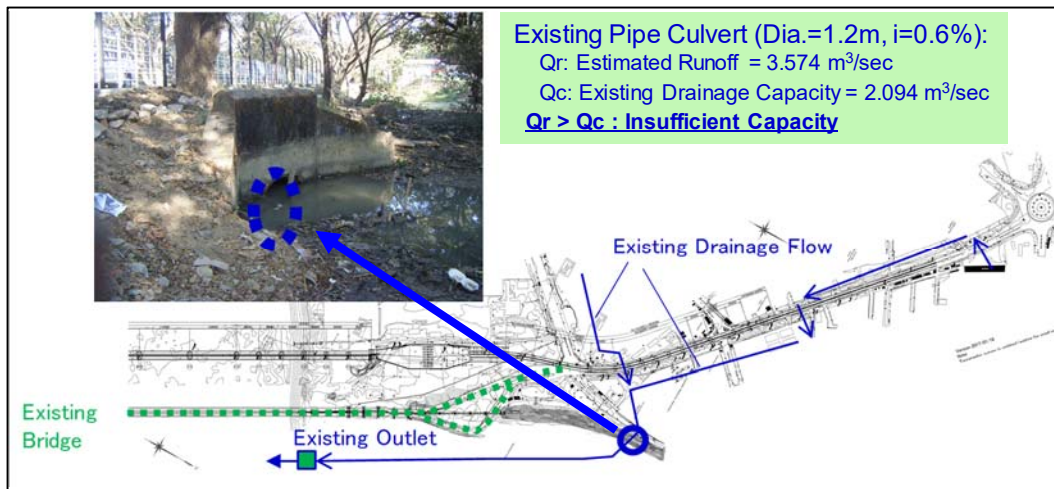 Existing Pipe Culvert (Dia.=1.2m, i=0.6%):
Qr: Estimated Runoff = 3.574 m³/sec
Qc: Existing Drainage Capacity = 2.094 m³/sec
Qr > Qc : Insufficient Capacity
Existing Drainage Flow
Existing
Bridge
Existing Outlet